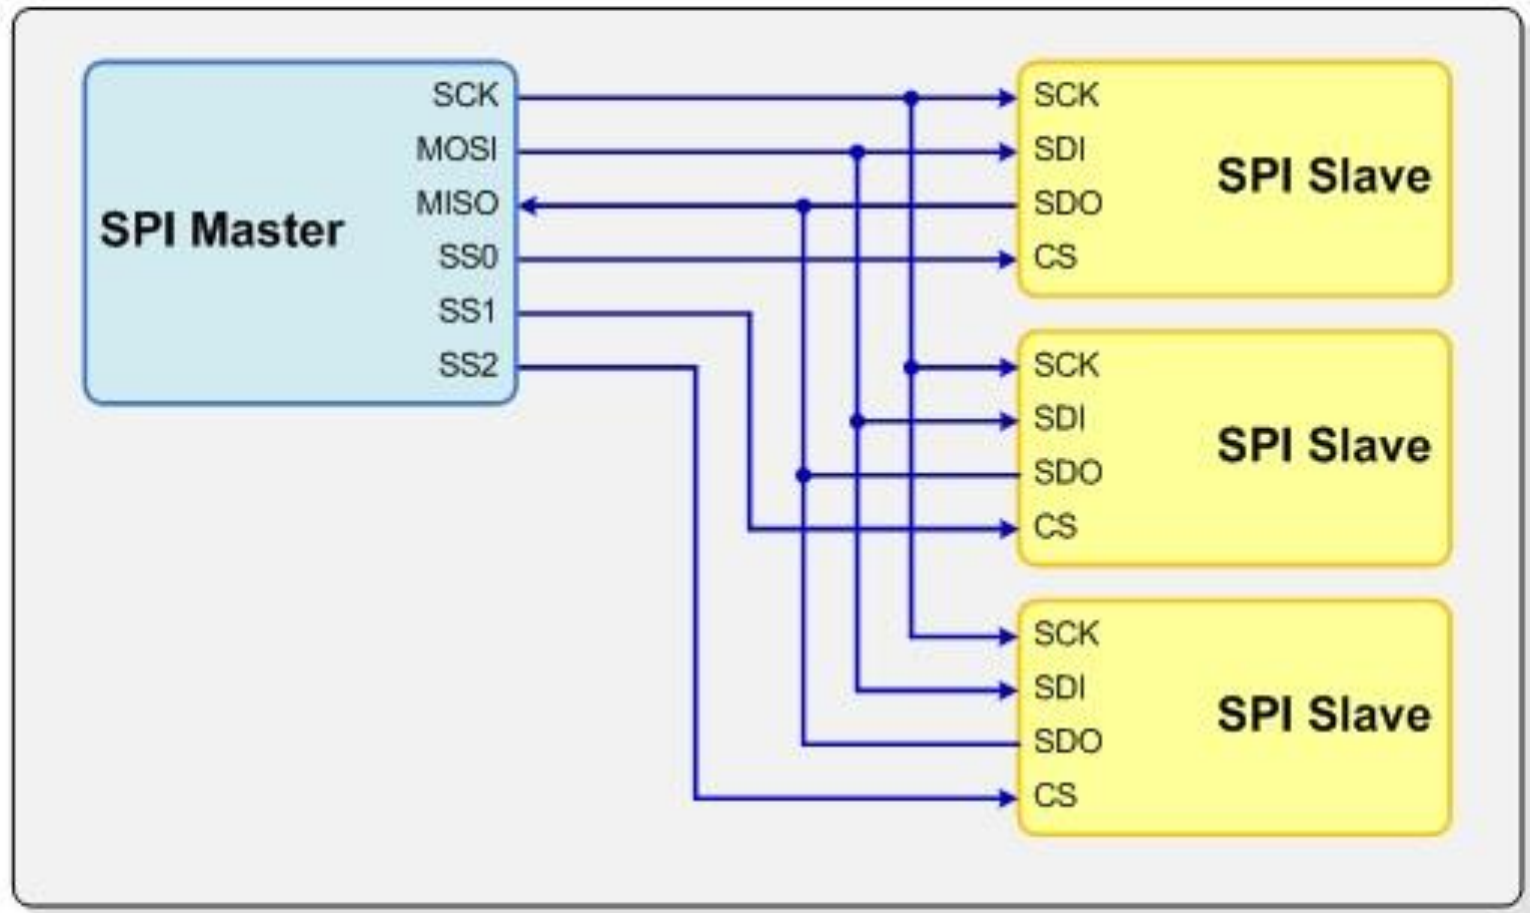 SPI Master
SCK
MOSI
MISO
SS0
SS1
SS2
SCK
SDI
SDO
CS
SPI Slave
SCK
SDI
SDO
CS
SPI Slave
SCK
SDI
SDO
CS
SPI Slave